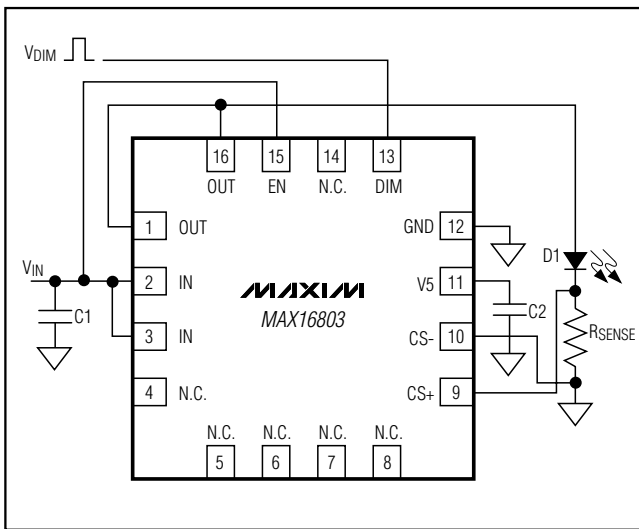 VDIM
16 15 14 13
OUT EN N.C. DIM
1 OUT
GND 12
D1
VIN
2 IN
V5 11
C1
MAXIM
MAX16803
C2
RSENSE
3 IN
CS- 10
4 N.C.
CS+ 9
N.C. N.C. N.C. N.C.
5 6 7 8